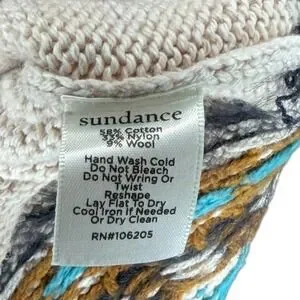 sundance
58% Cotton
33% Nylon
9% Wool
Hand Wash Cold
Do Not Bleach
Do Not Wring Or
Twist
Reshape
Lay Flat To Dry
Cool Iron if Needed
Or Dry Clean
RN#106205